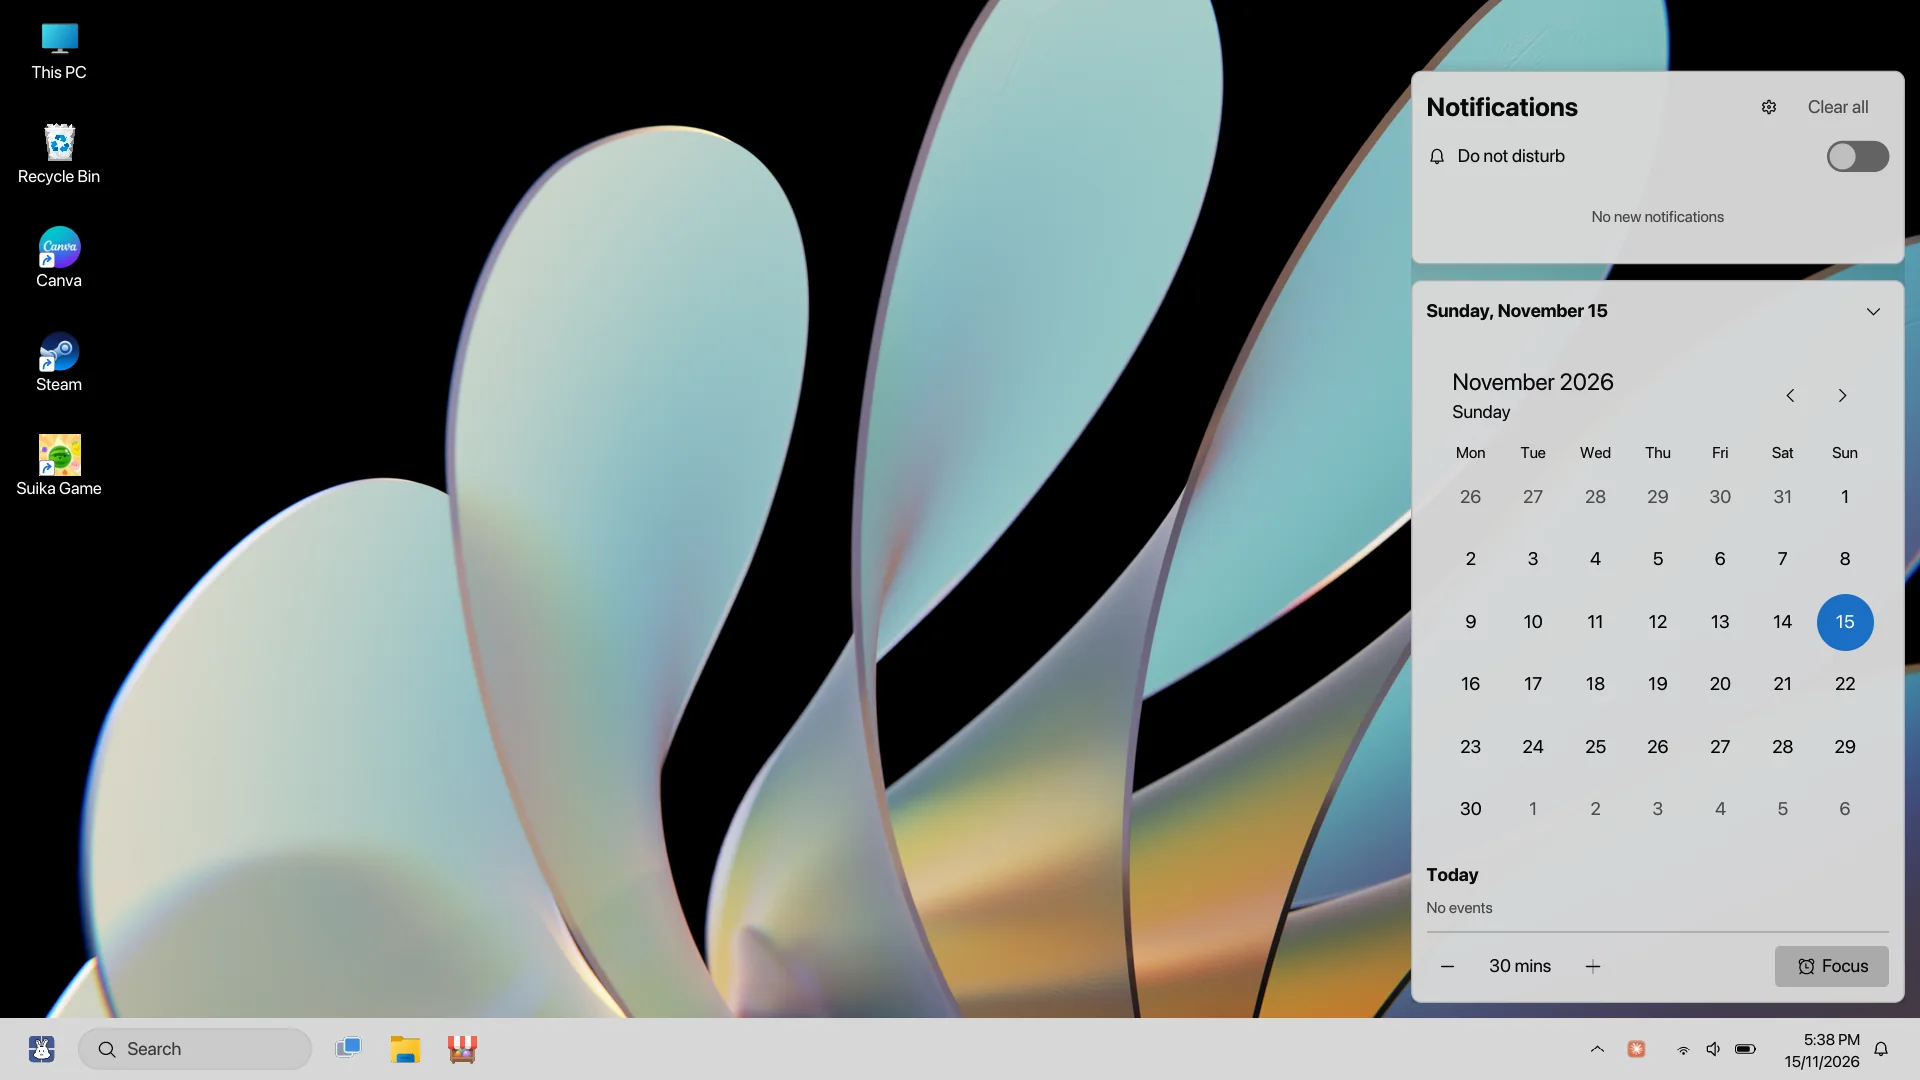 This PC
Recycle Bin
Canva
Canva
Steam
Suika Game
Notifications
Clear all
Do not disturb
No new notifications
Sunday, November 15
November 2026
Sunday
Mon Tue Wed Thu Fri Sat Sun
26 27 28 29 30 31 1
2 3 4 5 6 7 8
9 10 11 12 13 14 15
16 17 18 19 20 21 22
23 24 25 26 27 28 29
30 1 2 3 4 5 6
Today
No events
30 mins
Focus
Search
5:38 PM
15/11/2026